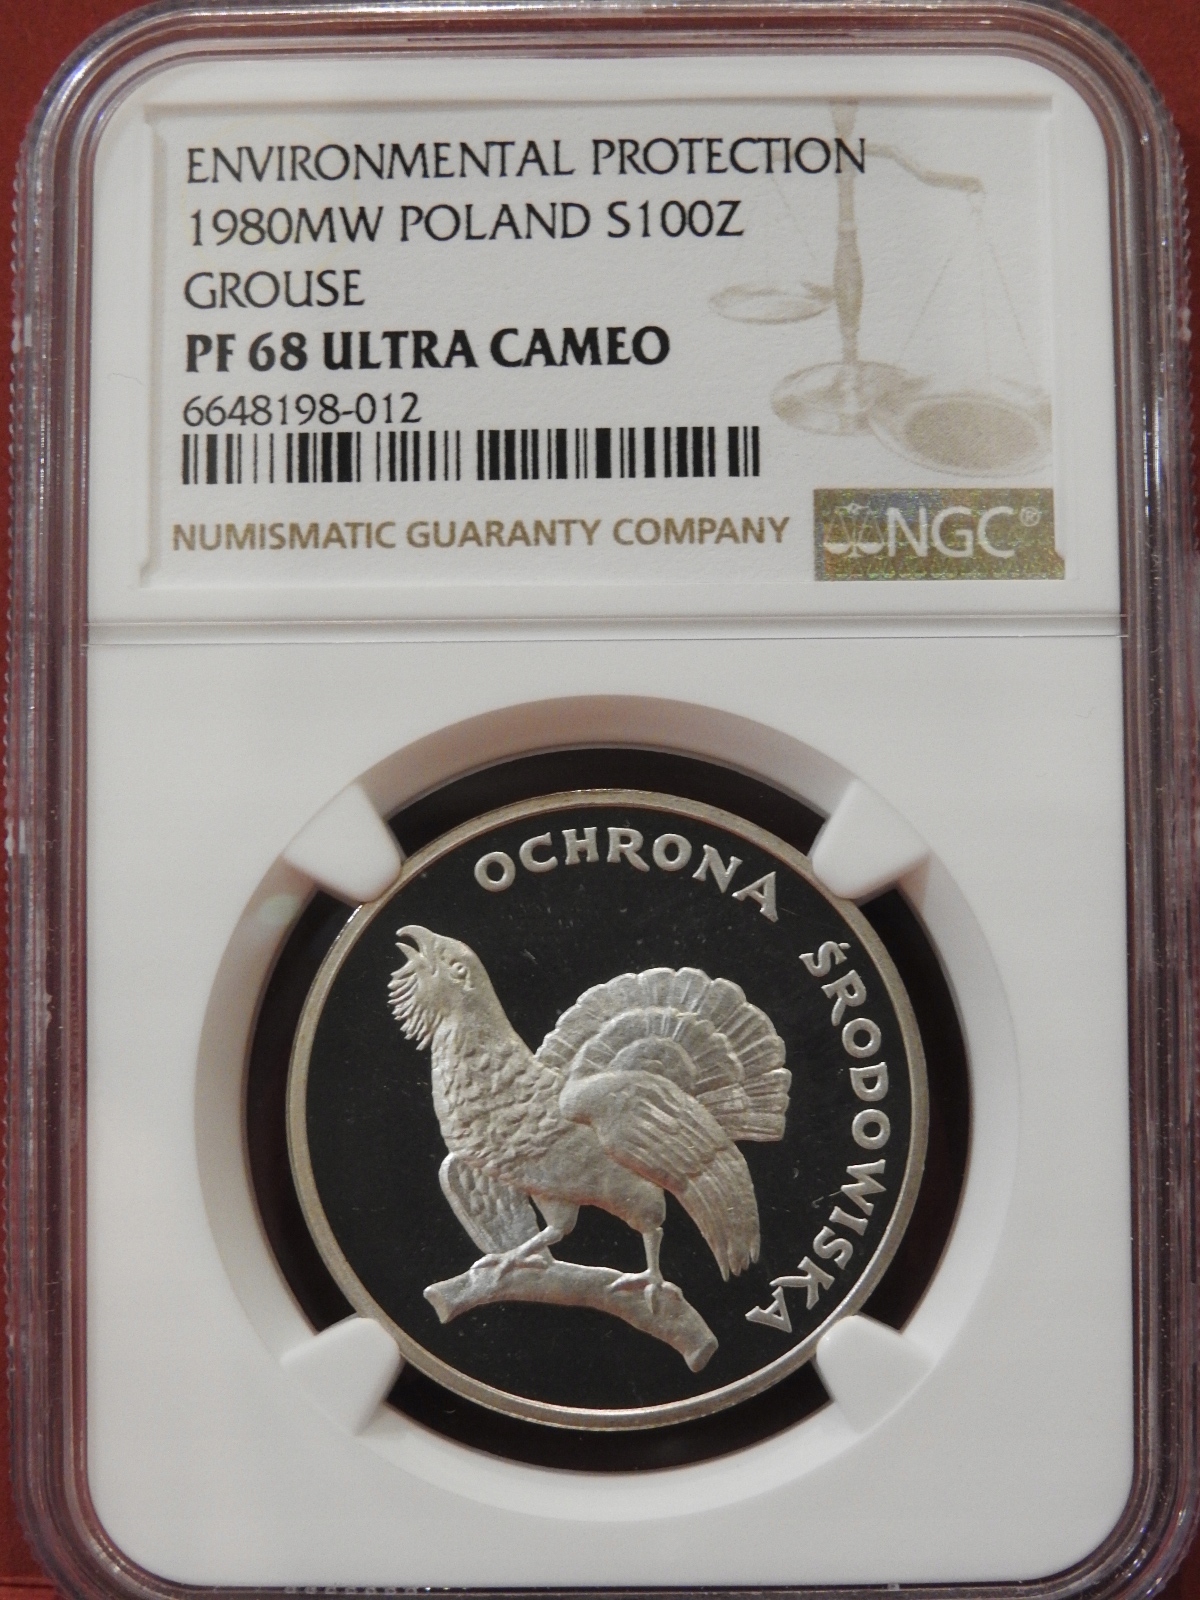 ENVIRONMENTAL PROTECTION
1980MW POLAND S100Z
GROUSE
PF 68 ULTRA CAMEO
6648198-012
NUMISMATIC GUARANTY COMPANY
NGC®
OCHRONA ŚRODOWISKA